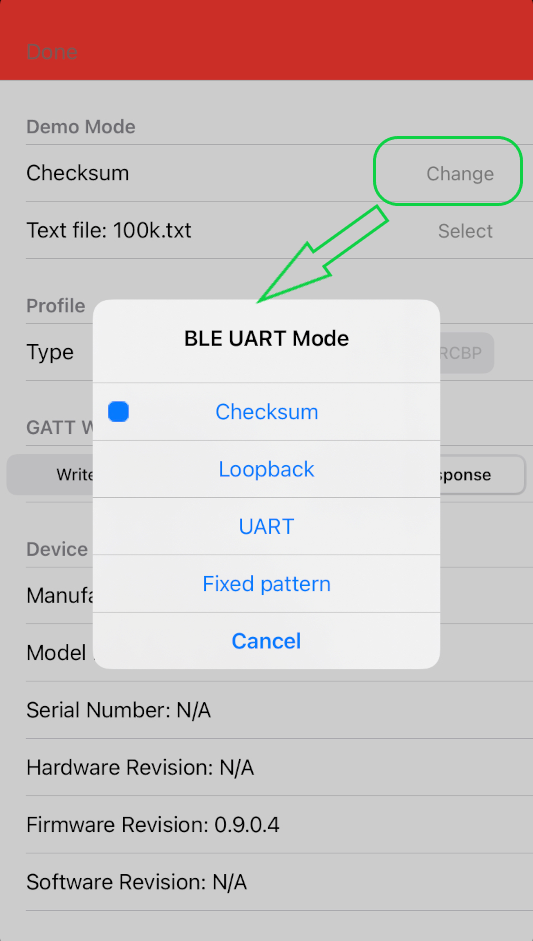 Done
Demo Mode
Checksum Change
Text file: 100k.txt Select
Profile
BLE UART Mode
Type RCBP
Checksum
GATT W
Loopback
Write sponse
UART
Device
Fixed pattern
Manufa
Cancel
Model
Serial Number: N/A
Hardware Revision: N/A
Firmware Revision: 0.9.0.4
Software Revision: N/A